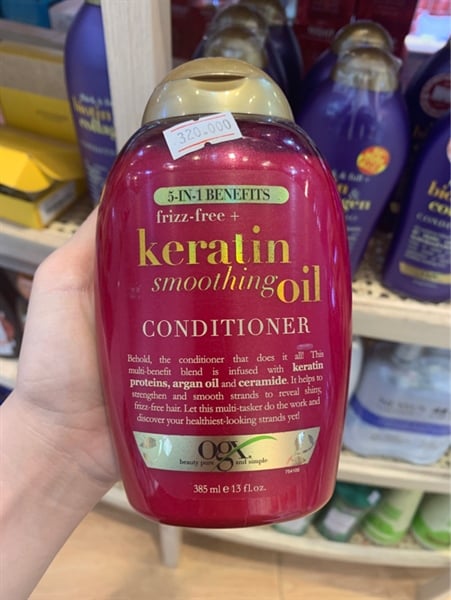 320.000
5-IN-1 BENEFITS
frizz-free +
keratin
smoothing oil
CONDITIONER
Behold, the conditioner that does it all! This
multi-benefit blend is infused with keratin
proteins, argan oil and ceramide. It helps to
strengthen and smooth strands to reveal shiny,
frizz-free hair. Let this multi-tasker do the work and
discover your healthiest-looking strands yet!
ogx
beauty pure and simple
385 ml e 13 fl.oz.